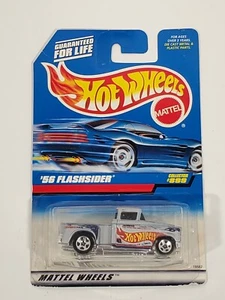 GUARANTEED
FOR LIFE
FOR AGES
OVER 3 YEARS
DIE CAST METAL &
PLASTIC PARTS
Hot Wheels
MATTEL
'56 FLASHSIDER
COLLECTOR
MATTEL WHEELS